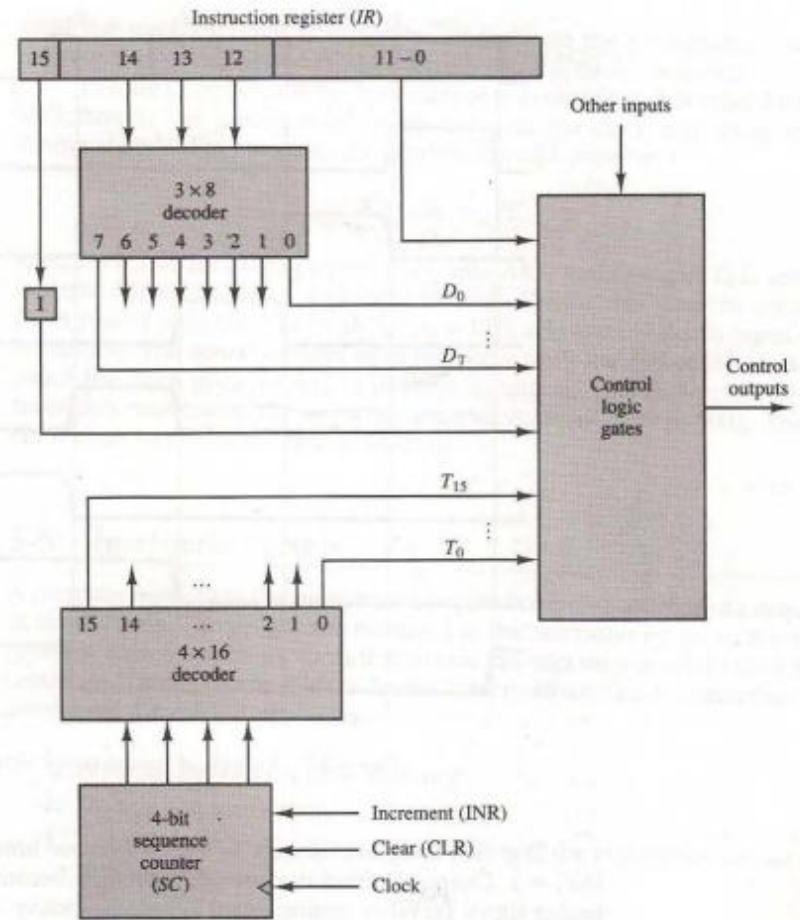 Instruction register (IR)
15 14 13 12 11 – 0
Other inputs
3 × 8
decoder
7 6 5 4 3 2 1 0
I
D0
⋮
D7
Control
logic
gates
Control
outputs
T15
⋮
T0
...
15 14 ... 2 1 0
4 × 16
decoder
4-bit
sequence
counter
(SC)
Increment (INR)
Clear (CLR)
Clock